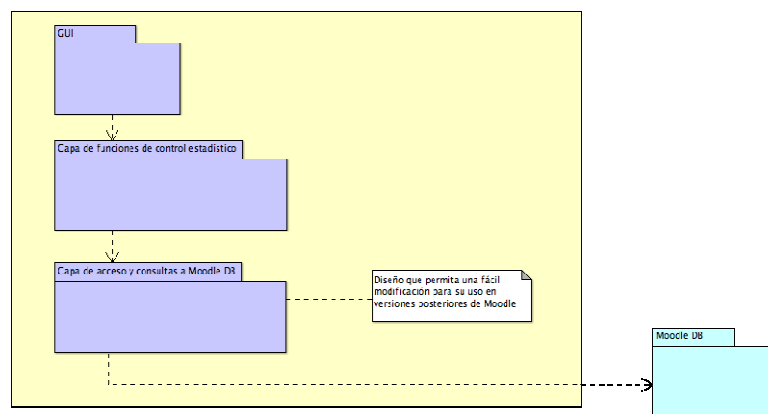 GUI
Capa de funciones de control estadístico
Capa de acceso y consultas a Moodle DB
Diseño que permita una fácil
modificación para su uso en
versiones posteriores de Moodle
Moodle DB